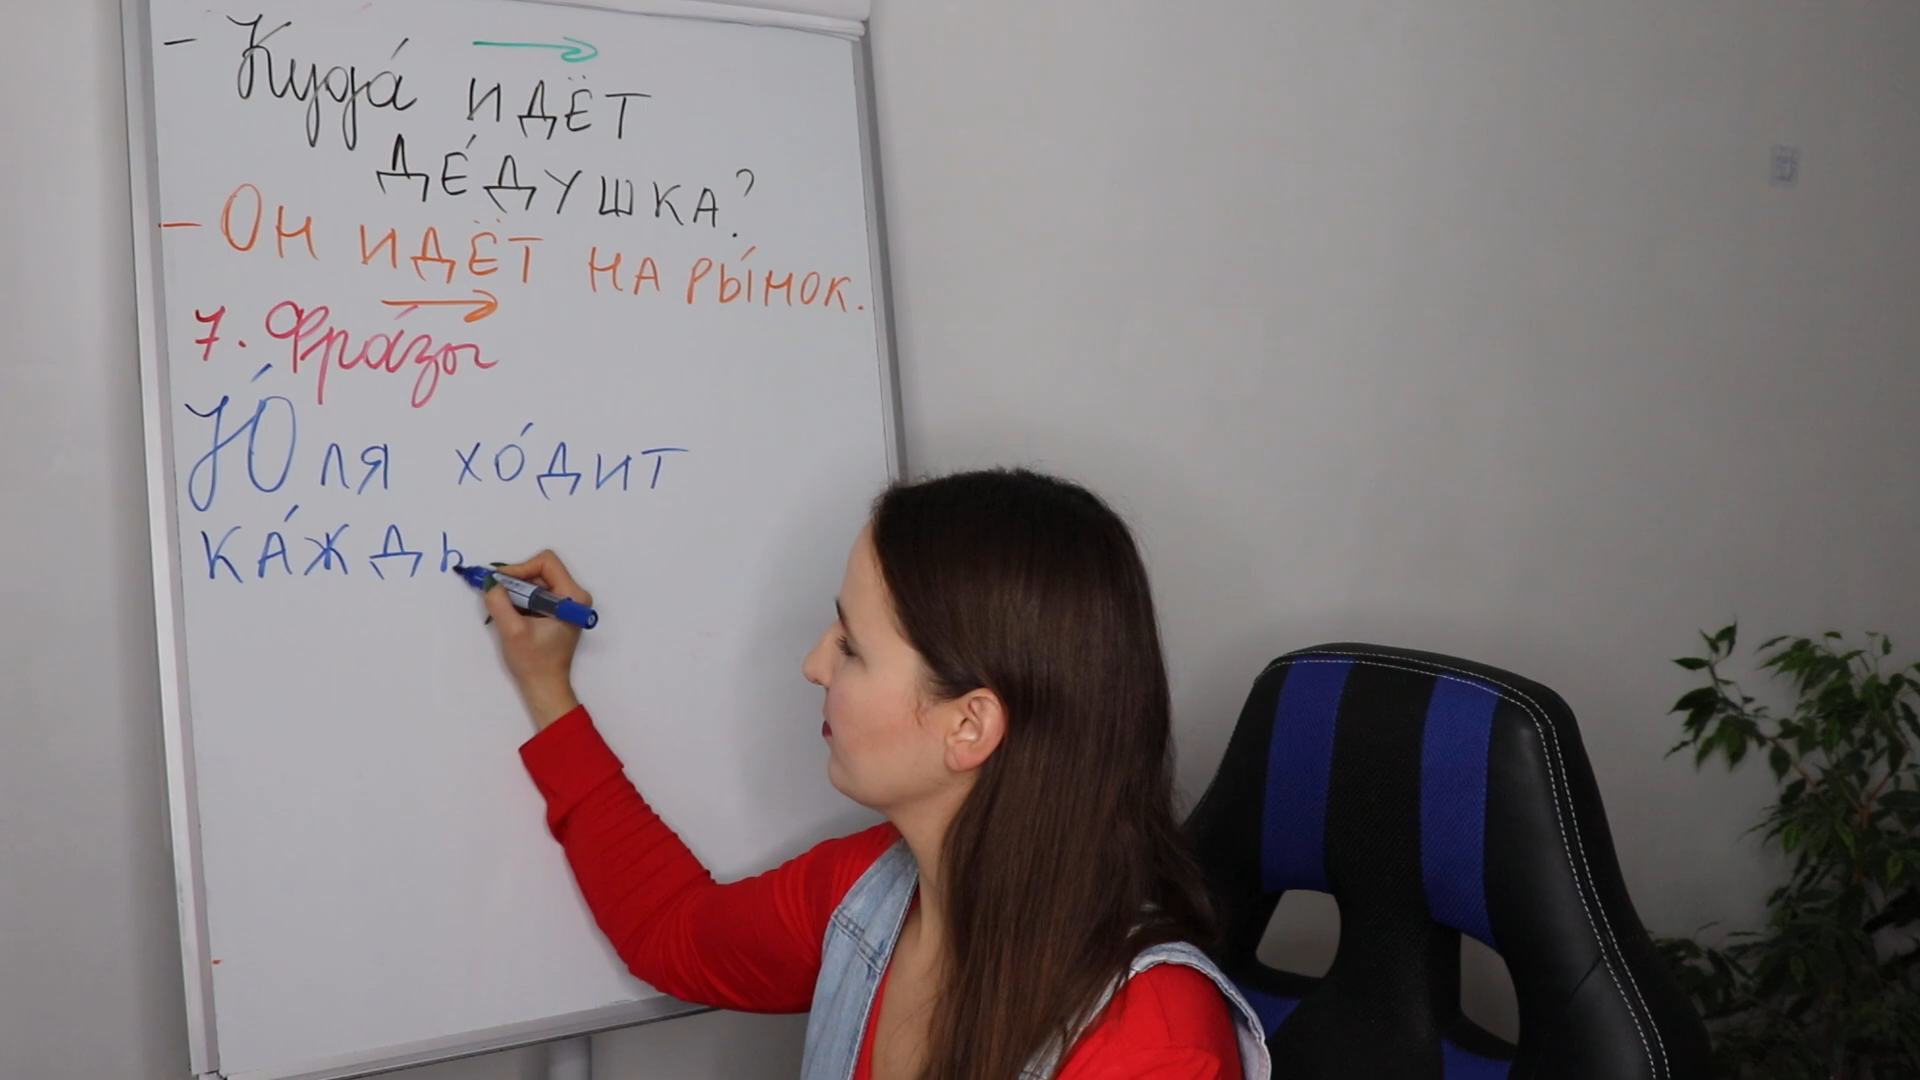 - Куда́ идёт
де́душка?
- Он идёт на ры́нок.
7. Фра́зы
Ю́ля хо́дит
ка́жды